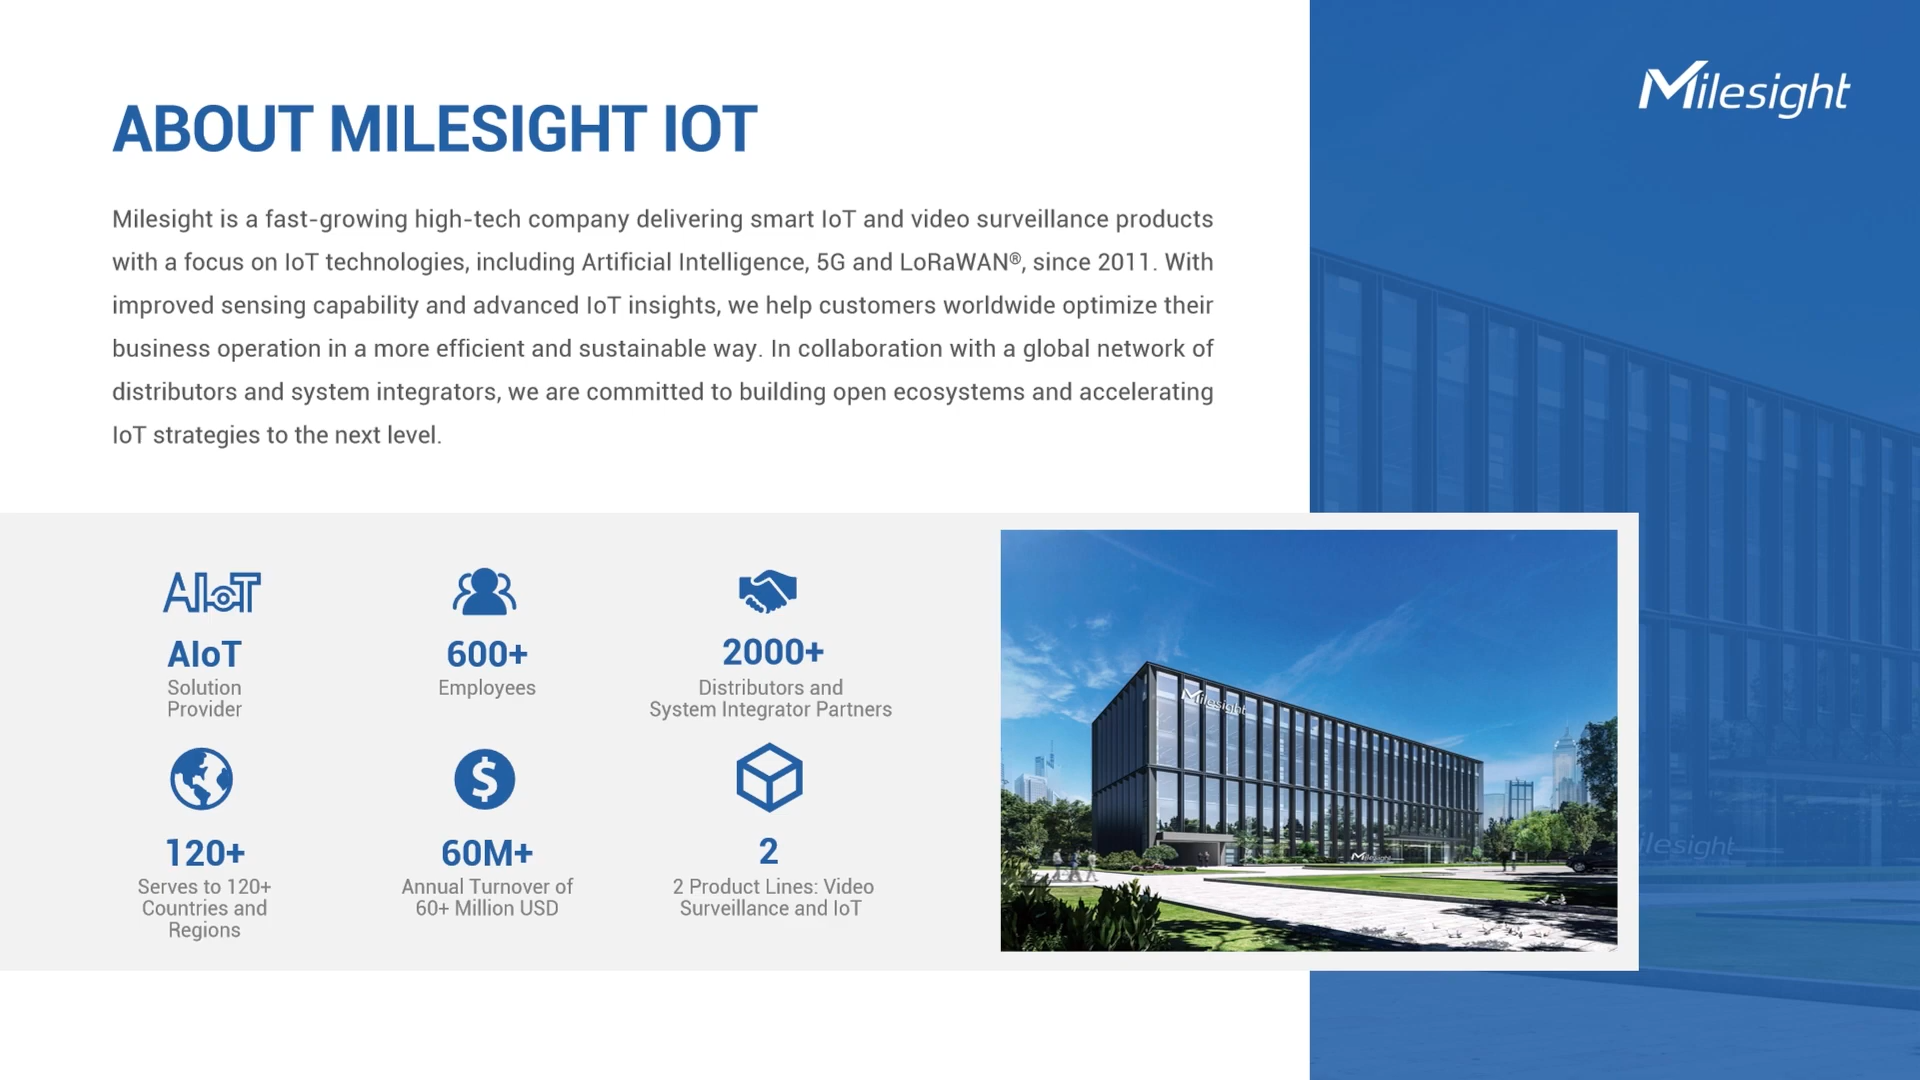 Milesight
ABOUT MILESIGHT IOT
Milesight is a fast-growing high-tech company delivering smart IoT and video surveillance products
with a focus on IoT technologies, including Artificial Intelligence, 5G and LoRaWAN®, since 2011. With
improved sensing capability and advanced IoT insights, we help customers worldwide optimize their
business operation in a more efficient and sustainable way. In collaboration with a global network of
distributors and system integrators, we are committed to building open ecosystems and accelerating
IoT strategies to the next level.
AIoT
AIoT
Solution
Provider
600+
Employees
2000+
Distributors and
System Integrator Partners
120+
Serves to 120+
Countries and
Regions
$
60M+
Annual Turnover of
60+ Million USD
2
2 Product Lines: Video
Surveillance and IoT
Milesight
Milesight
ilesight